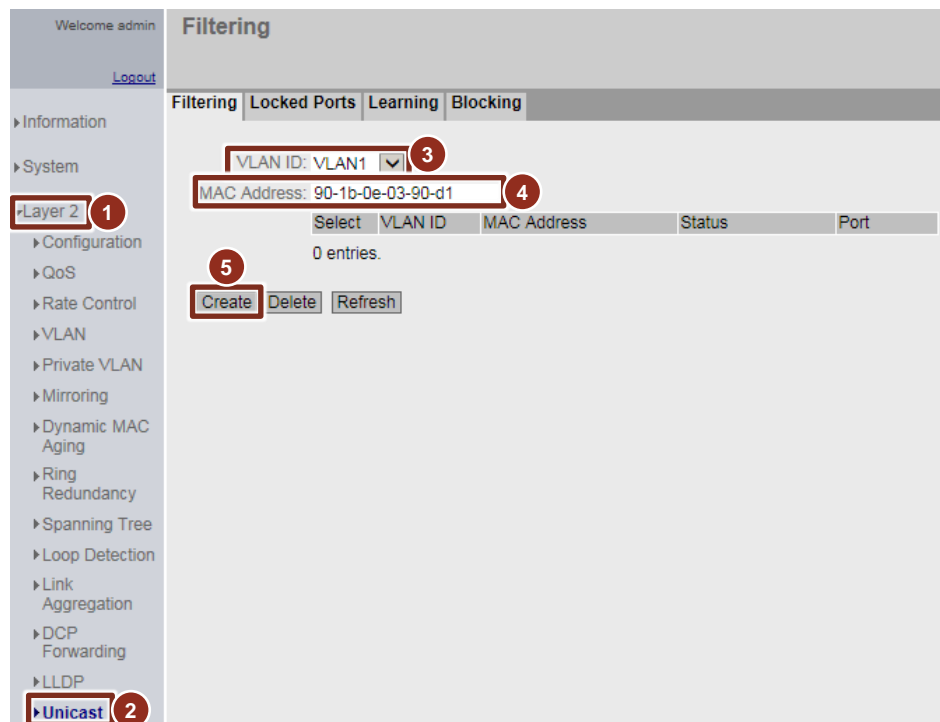 Welcome admin
Logout
Filtering
Filtering Locked Ports Learning Blocking
Information
System
Layer 2 1
Configuration
QoS
Rate Control
VLAN
Private VLAN
Mirroring
Dynamic MAC
Aging
Ring
Redundancy
Spanning Tree
Loop Detection
Link
Aggregation
DCP
Forwarding
LLDP
Unicast 2
VLAN ID: VLAN1 3
MAC Address: 90-1b-0e-03-90-d1 4
Select VLAN ID MAC Address Status Port
0 entries.
5
Create Delete Refresh